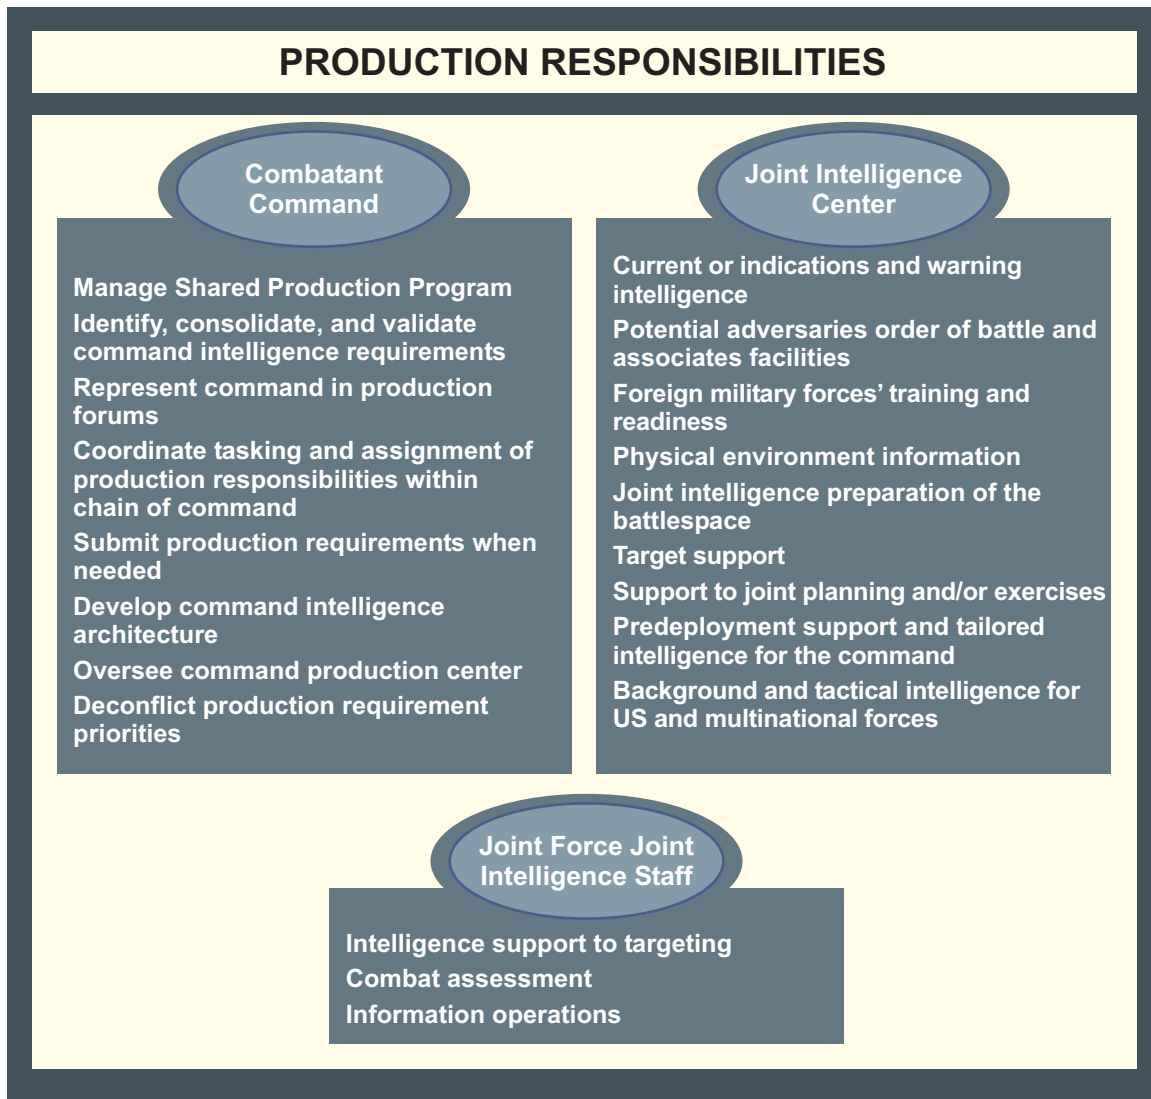 PRODUCTION RESPONSIBILITIES
Combatant
Command
Manage Shared Production Program
Identify, consolidate, and validate
command intelligence requirements
Represent command in production
forums
Coordinate tasking and assignment of
production responsibilities within
chain of command
Submit production requirements when
needed
Develop command intelligence
architecture
Oversee command production center
Deconflict production requirement
priorities
Joint Intelligence
Center
Current or indications and warning
intelligence
Potential adversaries order of battle and
associates facilities
Foreign military forces’ training and
readiness
Physical environment information
Joint intelligence preparation of the
battlespace
Target support
Support to joint planning and/or exercises
Predeployment support and tailored
intelligence for the command
Background and tactical intelligence for
US and multinational forces
Joint Force Joint
Intelligence Staff
Intelligence support to targeting
Combat assessment
Information operations